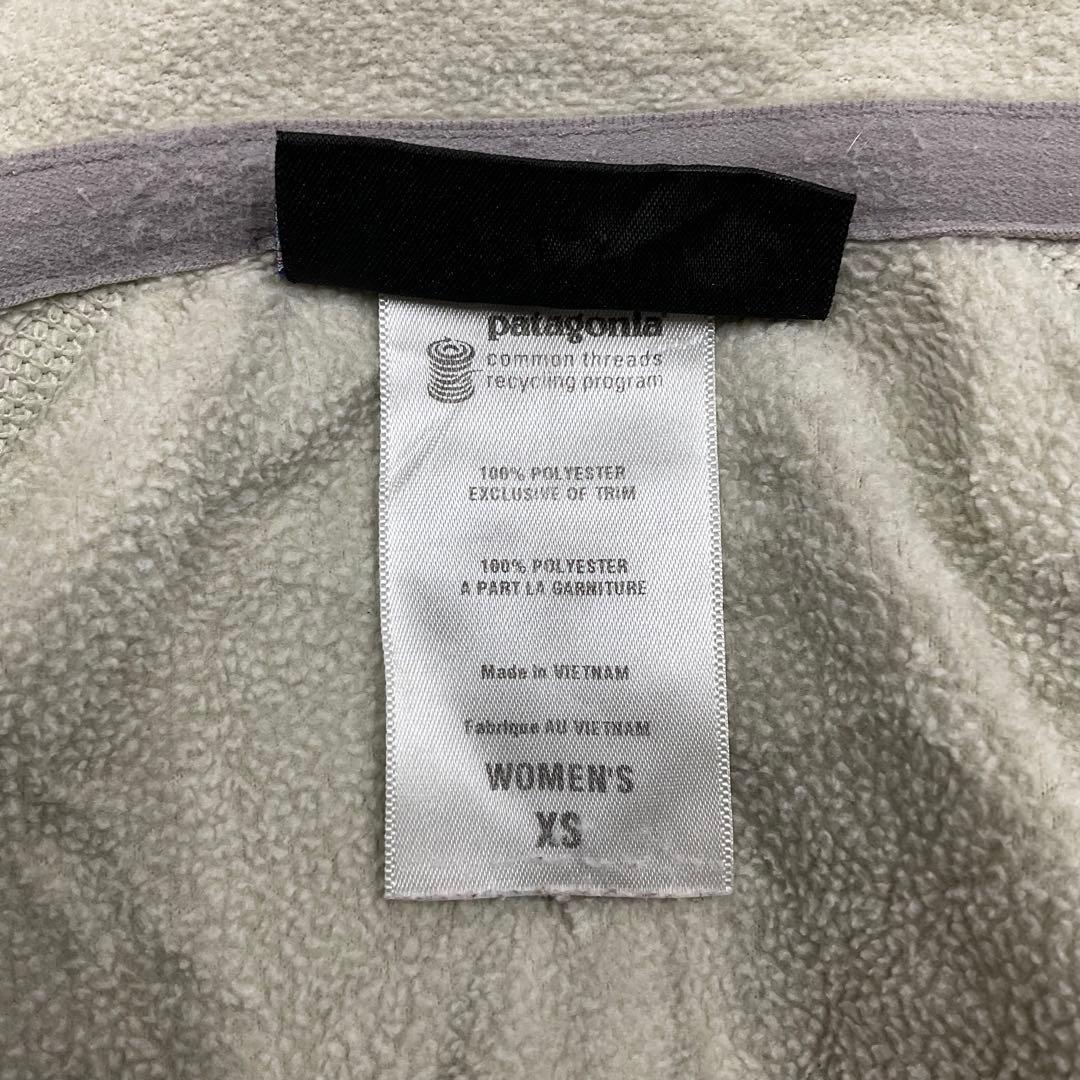 patagonia
common threads
recycling program
100% POLYESTER
EXCLUSIVE OF TRIM
100% POLYESTER
A PART LA GARNITURE
Made in VIETNAM
Fabrique AU VIETNAM
WOMEN'S
XS